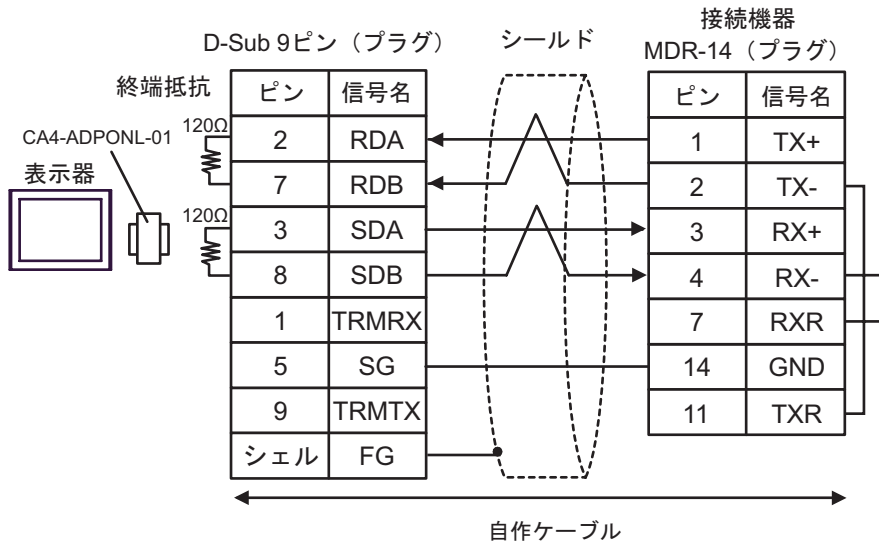 D-Sub 9ピン（プラグ）
シールド
接続機器
MDR-14（プラグ）
終端抵抗
CA4-ADPONL-01
表示器
120Ω
120Ω
ピン 信号名
2 RDA
7 RDB
3 SDA
8 SDB
1 TRMRX
5 SG
9 TRMTX
シェル FG
ピン 信号名
1 TX+
2 TX-
3 RX+
4 RX-
7 RXR
14 GND
11 TXR
自作ケーブル